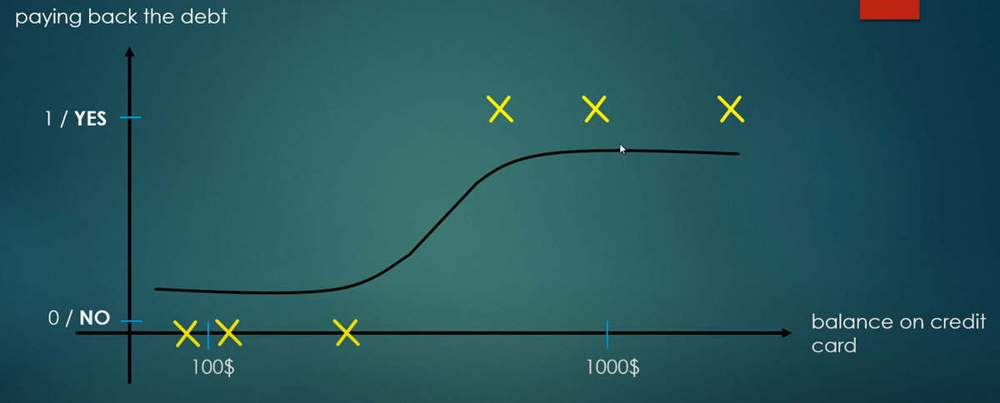 paying back the debt
1 / YES
0 / NO
100$
1000$
balance on credit
card